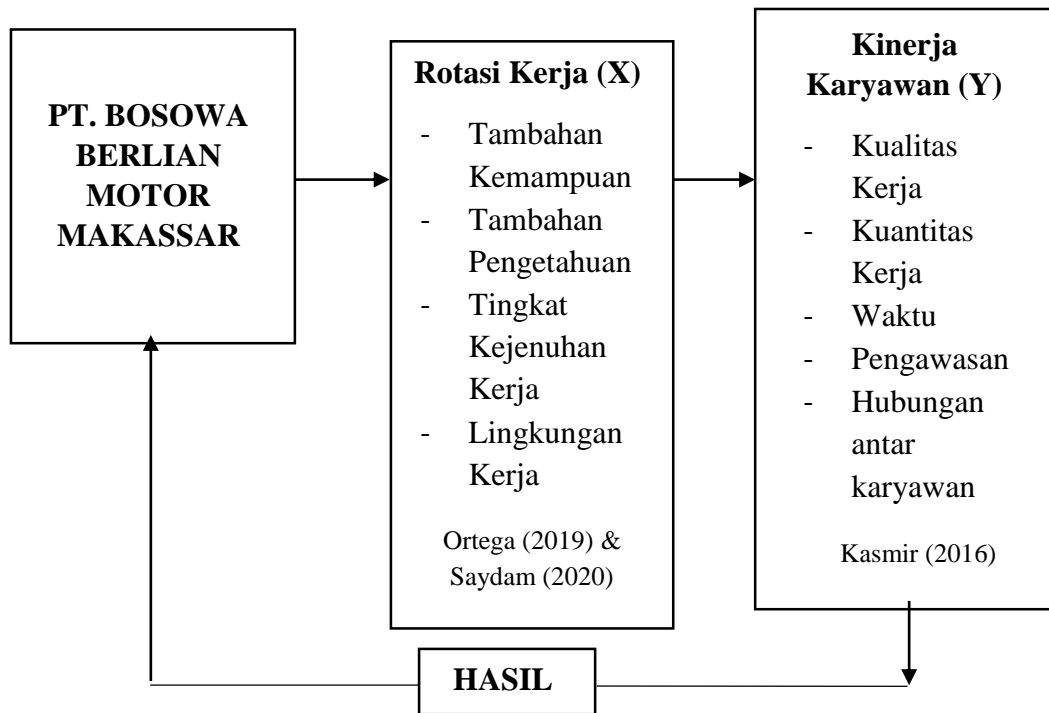 PT. BOSOWA
BERLIAN
MOTOR
MAKASSAR
Rotasi Kerja (X)
- Tambahan
Kemampuan
- Tambahan
Pengetahuan
- Tingkat
Kejenuhan
Kerja
- Lingkungan
Kerja
Ortega (2019) &
Saydam (2020)
Kinerja
Karyawan (Y)
- Kualitas
Kerja
- Kuantitas
Kerja
- Waktu
- Pengawasan
- Hubungan
antar
karyawan
Kasmir (2016)
HASIL